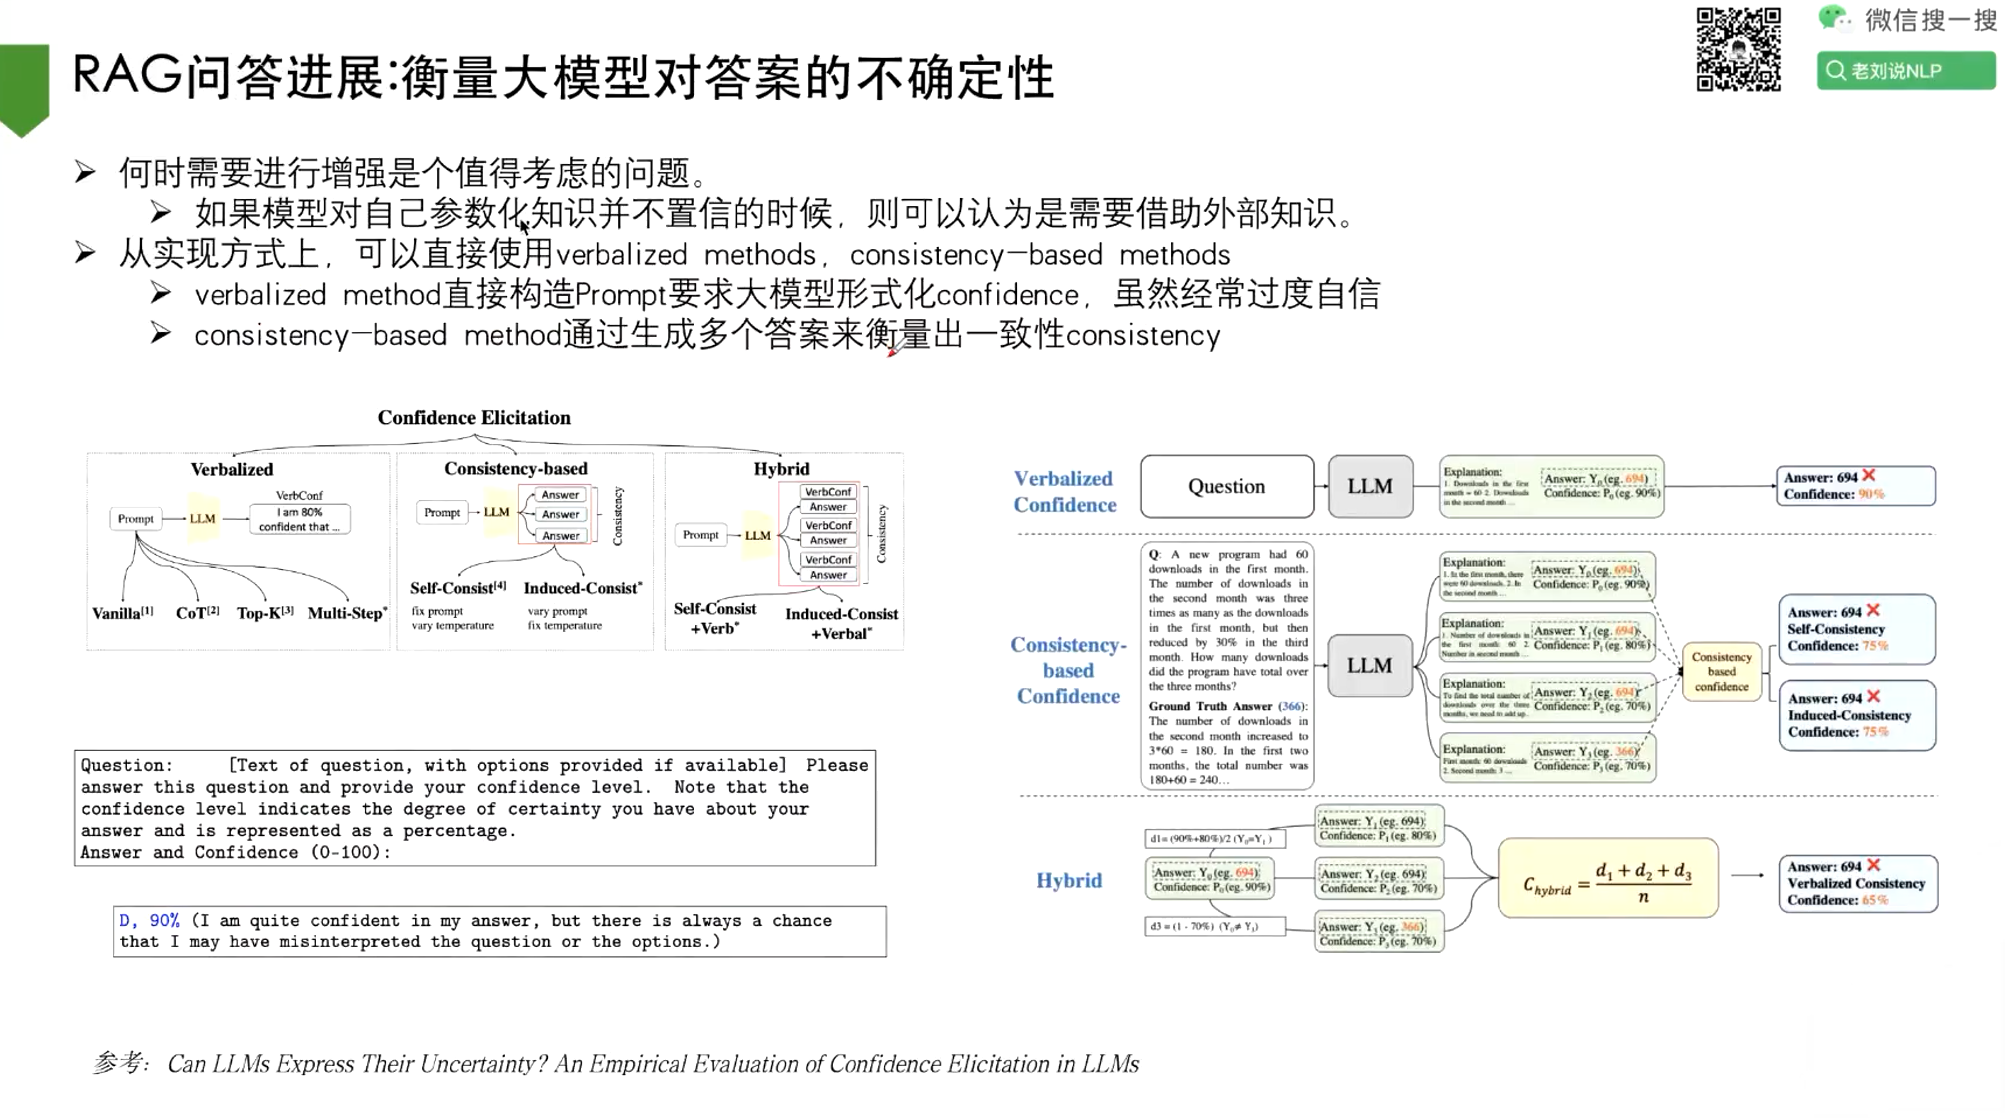 微信搜一搜
老刘说NLP
RAG问答进展:衡量大模型对答案的不确定性
➢ 何时需要进行增强是个值得考虑的问题。
➢ 如果模型对自己参数化知识并不置信的时候，则可以认为是需要借助外部知识。
➢ 从实现方式上，可以直接使用verbalized methods，consistency-based methods
➢ verbalized method直接构造Prompt要求大模型形式化confidence，虽然经常过度自信
➢ consistency-based method通过生成多个答案来衡量出一致性consistency
Confidence Elicitation
Verbalized
Prompt
LLM
VerbConf
I am 80%
confident that ...
Vanilla[1]
CoT[2]
Top-K[3]
Multi-Step*
Consistency-based
Prompt
LLM
Answer
Answer
Answer
Consistency
Self-Consist[4]
fix prompt
vary temperature
Induced-Consist*
vary prompt
fix temperature
Hybrid
Prompt
LLM
VerbConf
Answer
VerbConf
Answer
VerbConf
Answer
Consistency
Self-Consist
+Verb*
Induced-Consist
+Verbal*
Question: [Text of question, with options provided if available] Please
answer this question and provide your confidence level. Note that the
confidence level indicates the degree of certainty you have about your
answer and is represented as a percentage.
Answer and Confidence (0-100):
D, 90% (I am quite confident in my answer, but there is always a chance
that I may have misinterpreted the question or the options.)
Verbalized
Confidence
Question
LLM
Explanation:
1. Downloads in the first
month = 60 2. Downloads
in the second month ...
Answer: Y0 (eg. 694)
Confidence: P0 (eg. 90%)
Answer: 694 ❌
Confidence: 90%
Consistency-
based
Confidence
Q: A new program had 60
downloads in the first month.
The number of downloads in
the second month was three
times as many as the downloads
in the first month, but then
reduced by 30% in the third
month. How many downloads
did the program have total over
the three months?
Ground Truth Answer (366):
The number of downloads in
the second month increased to
3*60 = 180. In the first two
months, the total number was
180+60 = 240...
LLM
Explanation:
1. In the first month, there
were 60 downloads. 2. In
the second month ...
Answer: Y0 (eg. 694)
Confidence: P0 (eg. 90%)
Explanation:
1. Number of downloads in
the first month: 60 2.
Number in second month ...
Answer: Y1 (eg. 694)
Confidence: P1 (eg. 80%)
Explanation:
To find the total number of
downloads over the three
months, we need to add up...
Answer: Y2 (eg. 694)
Confidence: P2 (eg. 70%)
Explanation:
First month: 60 downloads
2. Second month: 3 ...
Answer: Y3 (eg. 366)
Confidence: P3 (eg. 70%)
Consistency
based
confidence
Answer: 694 ❌
Self-Consistency
Confidence: 75%
Answer: 694 ❌
Induced-Consistency
Confidence: 75%
Hybrid
d1= (90%+80%)/2 (Y0=Y1)
Answer: Y0 (eg. 694)
Confidence: P0 (eg. 90%)
d3 = (1 - 70%) (Y0≠ Y3)
Answer: Y1 (eg. 694)
Confidence: P1 (eg. 80%)
Answer: Y2 (eg. 694)
Confidence: P2 (eg. 70%)
Answer: Y3 (eg. 366)
Confidence: P3 (eg. 70%)
Chybrid = (d1 + d2 + d3) / n
Answer: 694 ❌
Verbalized Consistency
Confidence: 65%
参考：Can LLMs Express Their Uncertainty? An Empirical Evaluation of Confidence Elicitation in LLMs